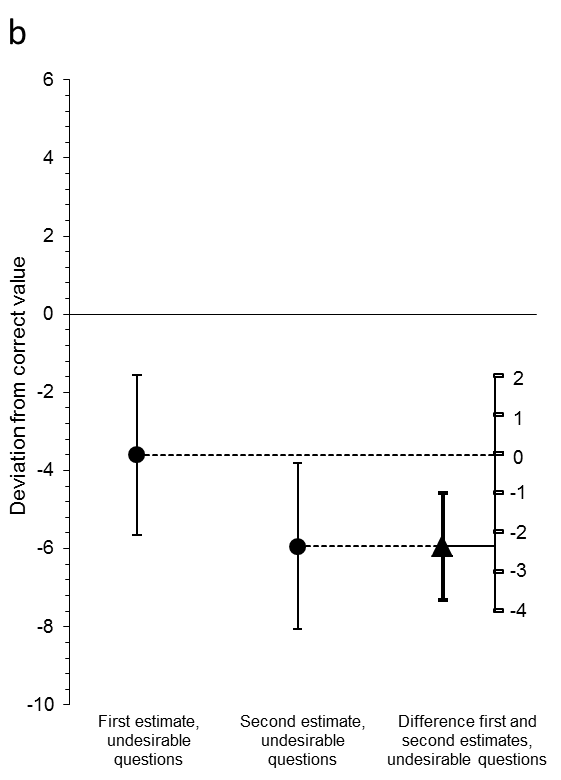 b
6
4
2
0
-2
-4
-6
-8
-10
Deviation from correct value
2
1
0
-1
-2
-3
-4
First estimate,
undesirable
questions
Second estimate,
undesirable
questions
Difference first and
second estimates,
undesirable questions